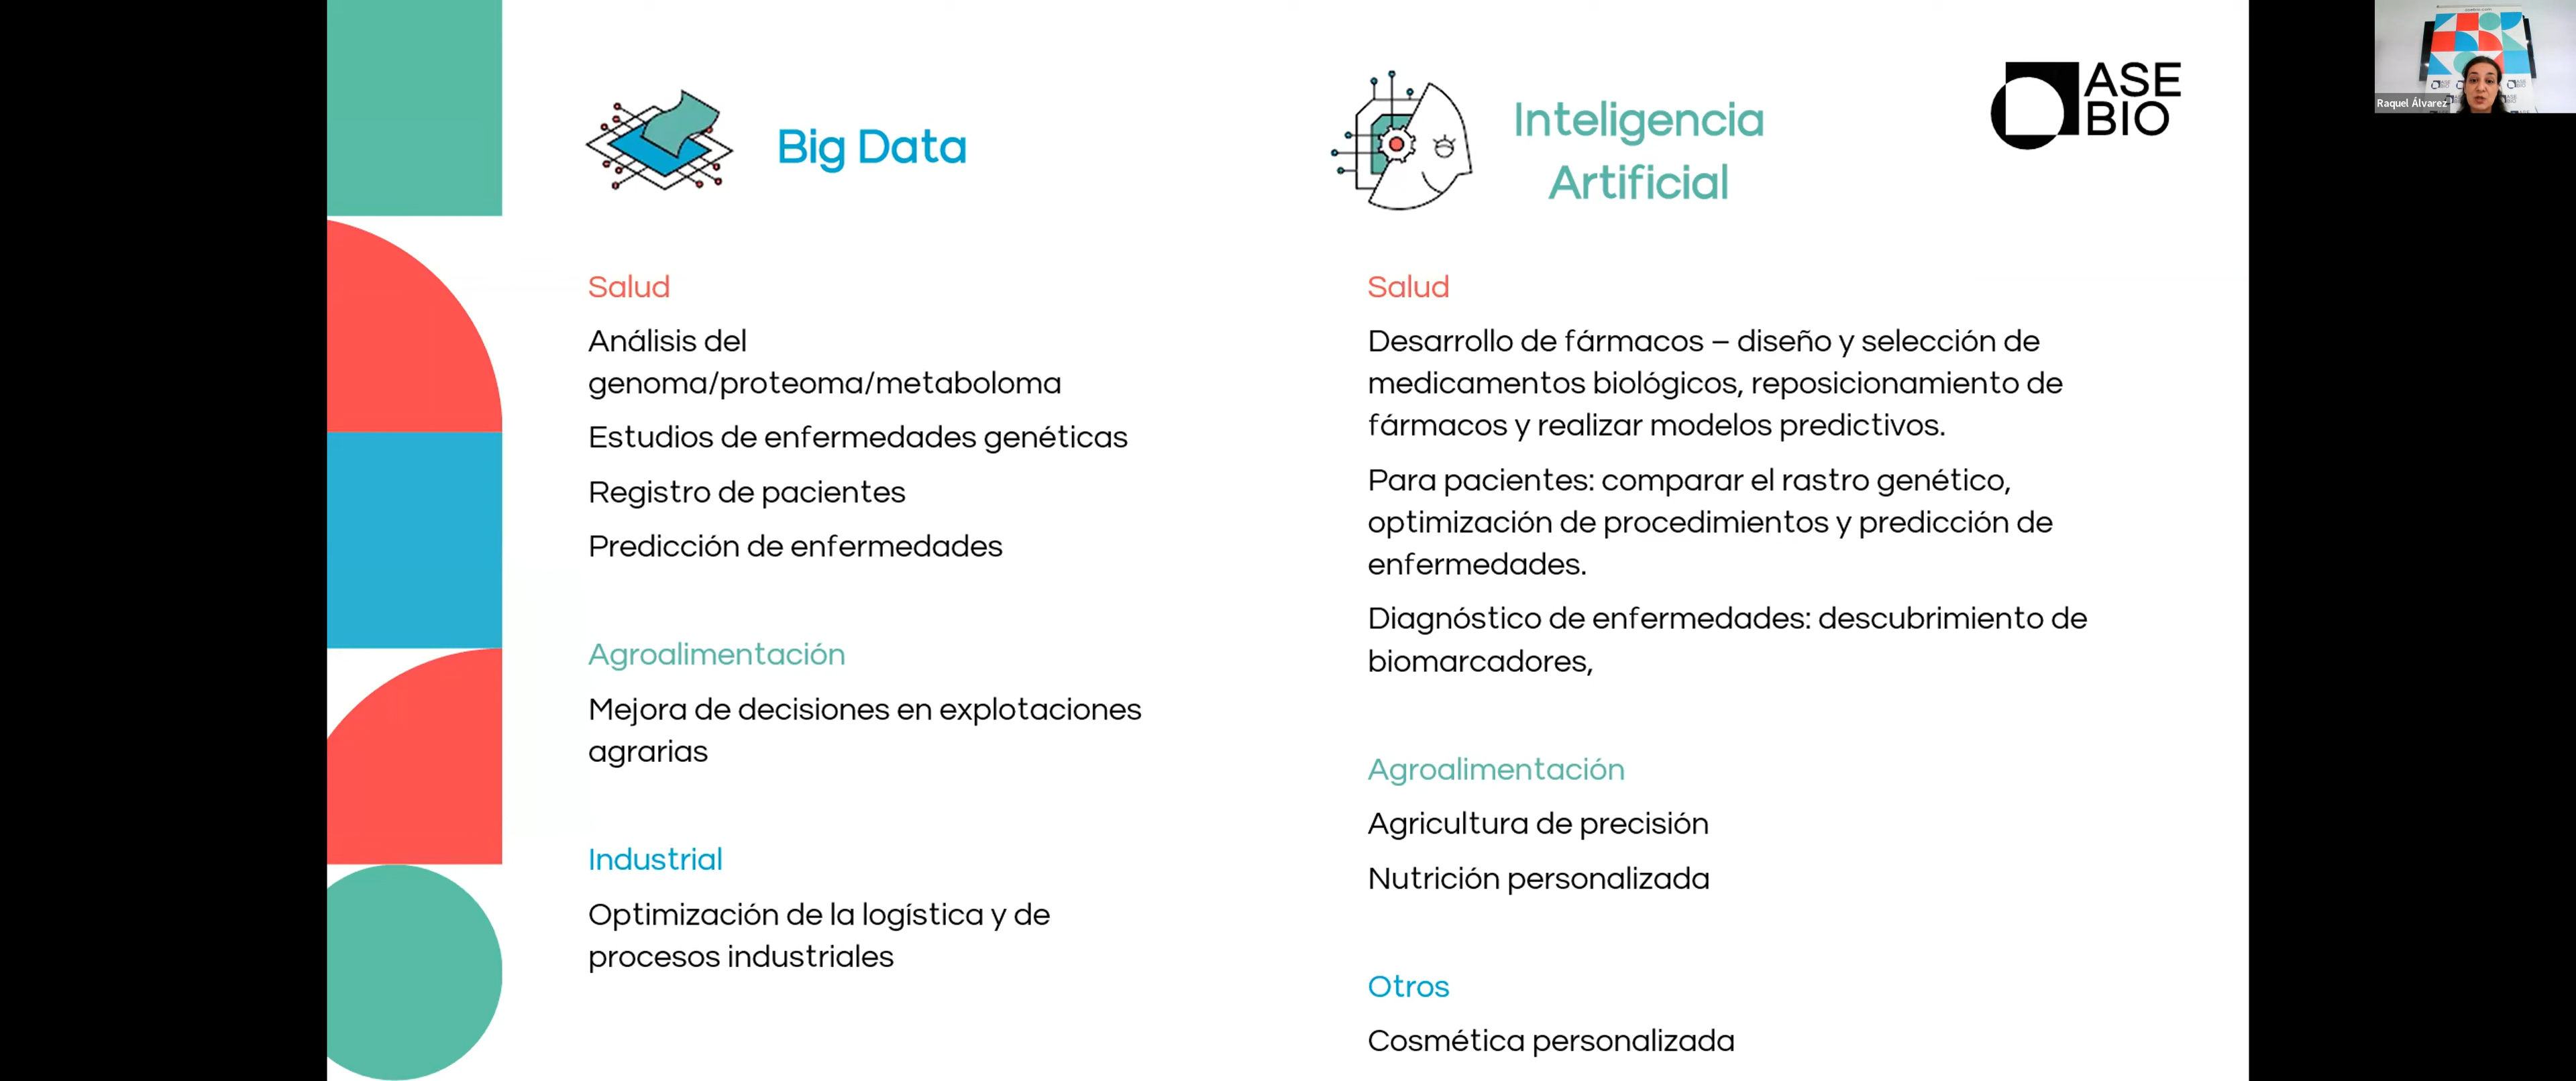 Big Data
Salud
Análisis del
genoma/proteoma/metaboloma
Estudios de enfermedades genéticas
Registro de pacientes
Predicción de enfermedades
Agroalimentación
Mejora de decisiones en explotaciones
agrarias
Industrial
Optimización de la logística y de
procesos industriales
Inteligencia
Artificial
Salud
Desarrollo de fármacos – diseño y selección de
medicamentos biológicos, reposicionamiento de
fármacos y realizar modelos predictivos.
Para pacientes: comparar el rastro genético,
optimización de procedimientos y predicción de
enfermedades.
Diagnóstico de enfermedades: descubrimiento de
biomarcadores,
Agroalimentación
Agricultura de precisión
Nutrición personalizada
Otros
Cosmética personalizada
ASE
BIO
Raquel Álvarez